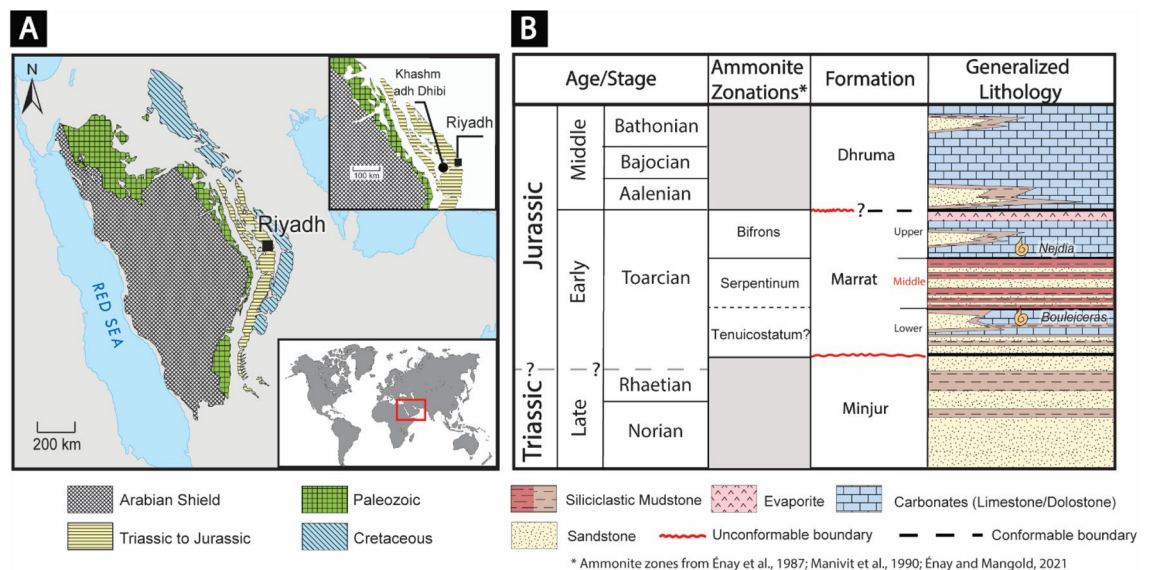 A
N
Khashm
adh Dhibi
Riyadh
100 km
Riyadh
RED SEA
200 km
Arabian Shield
Paleozoic
Triassic to Jurassic
Cretaceous
B
Age/Stage
Ammonite
Zonations*
Formation
Generalized
Lithology
Jurassic
Middle
Bathonian
Bajocian
Aalenian
Dhruma
?
Early
Toarcian
Bifrons
Serpentinum
Tenuicostatum?
Marrat
Upper
Middle
Lower
Nejdia
Bouleiceras
?
?
Triassic
Late
Rhaetian
Norian
Minjur
Siliciclastic Mudstone
Evaporite
Carbonates (Limestone/Dolostone)
Sandstone
Unconformable boundary
Conformable boundary
* Ammonite zones from Énay et al., 1987; Manivit et al., 1990; Énay and Mangold, 2021